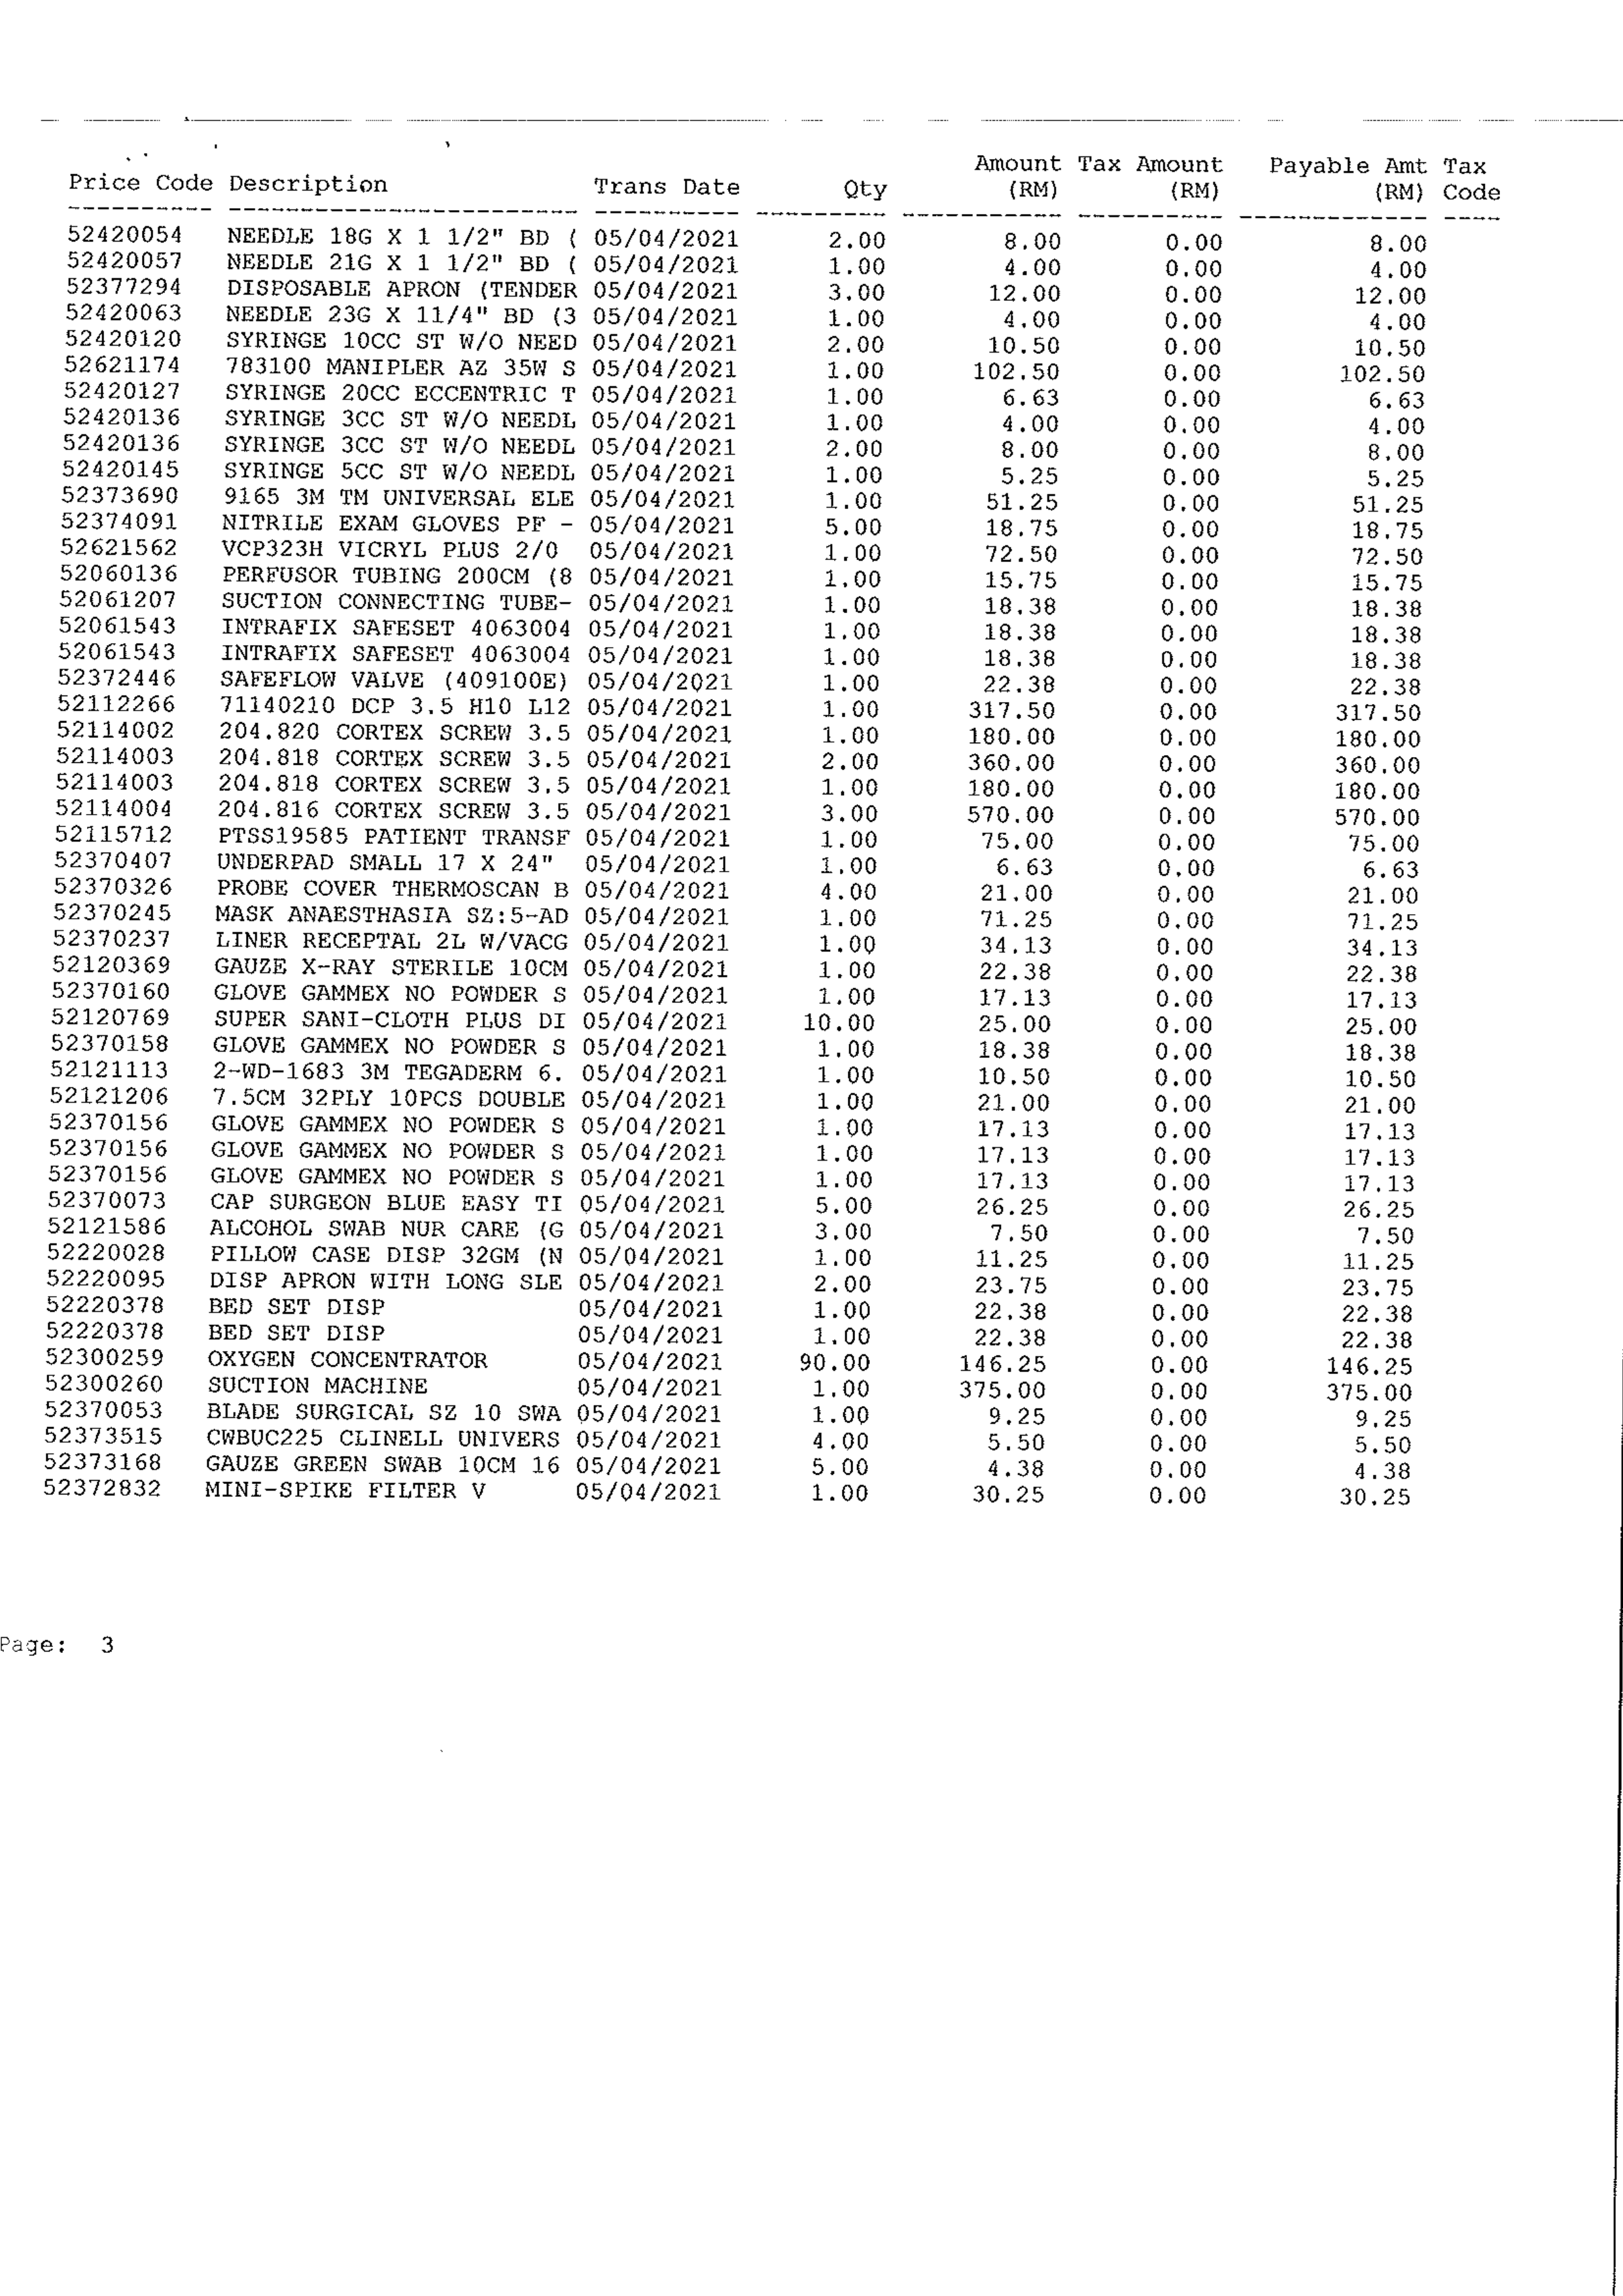 Amount Tax Amount Payable Amt Tax
Price Code Description Trans Date Qty (RM) (RM) (RM) Code
52420054 NEEDLE 18G X 1 1/2" BD ( 05/04/2021 2.00 8.00 0.00 8.00
52420057 NEEDLE 21G X 1 1/2" BD ( 05/04/2021 1.00 4.00 0.00 4.00
52377294 DISPOSABLE APRON (TENDER 05/04/2021 3.00 12.00 0.00 12.00
52420063 NEEDLE 23G X 11/4" BD (3 05/04/2021 1.00 4.00 0.00 4.00
52420120 SYRINGE 10CC ST W/O NEED 05/04/2021 2.00 10.50 0.00 10.50
52621174 783100 MANIPLER AZ 35W S 05/04/2021 1.00 102.50 0.00 102.50
52420127 SYRINGE 20CC ECCENTRIC T 05/04/2021 1.00 6.63 0.00 6.63
52420136 SYRINGE 3CC ST W/O NEEDL 05/04/2021 1.00 4.00 0.00 4.00
52420136 SYRINGE 3CC ST W/O NEEDL 05/04/2021 2.00 8.00 0.00 8.00
52420145 SYRINGE 5CC ST W/O NEEDL 05/04/2021 1.00 5.25 0.00 5.25
52373690 9165 3M TM UNIVERSAL ELE 05/04/2021 1.00 51.25 0.00 51.25
52374091 NITRILE EXAM GLOVES PF - 05/04/2021 5.00 18.75 0.00 18.75
52621562 VCP323H VICRYL PLUS 2/0 05/04/2021 1.00 72.50 0.00 72.50
52060136 PERFUSOR TUBING 200CM (8 05/04/2021 1.00 15.75 0.00 15.75
52061207 SUCTION CONNECTING TUBE- 05/04/2021 1.00 18.38 0.00 18.38
52061543 INTRAFIX SAFESET 4063004 05/04/2021 1.00 18.38 0.00 18.38
52061543 INTRAFIX SAFESET 4063004 05/04/2021 1.00 18.38 0.00 18.38
52372446 SAFEFLOW VALVE (409100E) 05/04/2021 1.00 22.38 0.00 22.38
52112266 71140210 DCP 3.5 H10 L12 05/04/2021 1.00 317.50 0.00 317.50
52114002 204.820 CORTEX SCREW 3.5 05/04/2021 1.00 180.00 0.00 180.00
52114003 204.818 CORTEX SCREW 3.5 05/04/2021 2.00 360.00 0.00 360.00
52114003 204.818 CORTEX SCREW 3.5 05/04/2021 1.00 180.00 0.00 180.00
52114004 204.816 CORTEX SCREW 3.5 05/04/2021 3.00 570.00 0.00 570.00
52115712 PTSS19585 PATIENT TRANSF 05/04/2021 1.00 75.00 0.00 75.00
52370407 UNDERPAD SMALL 17 X 24" 05/04/2021 1.00 6.63 0.00 6.63
52370326 PROBE COVER THERMOSCAN B 05/04/2021 4.00 21.00 0.00 21.00
52370245 MASK ANAESTHASIA SZ:5-AD 05/04/2021 1.00 71.25 0.00 71.25
52370237 LINER RECEPTAL 2L W/VACG 05/04/2021 1.00 34.13 0.00 34.13
52120369 GAUZE X-RAY STERILE 10CM 05/04/2021 1.00 22.38 0.00 22.38
52370160 GLOVE GAMMEX NO POWDER S 05/04/2021 1.00 17.13 0.00 17.13
52120769 SUPER SANI-CLOTH PLUS DI 05/04/2021 10.00 25.00 0.00 25.00
52370158 GLOVE GAMMEX NO POWDER S 05/04/2021 1.00 18.38 0.00 18.38
52121113 2-WD-1683 3M TEGADERM 6. 05/04/2021 1.00 10.50 0.00 10.50
52121206 7.5CM 32PLY 10PCS DOUBLE 05/04/2021 1.00 21.00 0.00 21.00
52370156 GLOVE GAMMEX NO POWDER S 05/04/2021 1.00 17.13 0.00 17.13
52370156 GLOVE GAMMEX NO POWDER S 05/04/2021 1.00 17.13 0.00 17.13
52370156 GLOVE GAMMEX NO POWDER S 05/04/2021 1.00 17.13 0.00 17.13
52370073 CAP SURGEON BLUE EASY TI 05/04/2021 5.00 26.25 0.00 26.25
52121586 ALCOHOL SWAB NUR CARE (G 05/04/2021 3.00 7.50 0.00 7.50
52220028 PILLOW CASE DISP 32GM (N 05/04/2021 1.00 11.25 0.00 11.25
52220095 DISP APRON WITH LONG SLE 05/04/2021 2.00 23.75 0.00 23.75
52220378 BED SET DISP 05/04/2021 1.00 22.38 0.00 22.38
52220378 BED SET DISP 05/04/2021 1.00 22.38 0.00 22.38
52300259 OXYGEN CONCENTRATOR 05/04/2021 90.00 146.25 0.00 146.25
52300260 SUCTION MACHINE 05/04/2021 1.00 375.00 0.00 375.00
52370053 BLADE SURGICAL SZ 10 SWA 05/04/2021 1.00 9.25 0.00 9.25
52373515 CWBUC225 CLINELL UNIVERS 05/04/2021 4.00 5.50 0.00 5.50
52373168 GAUZE GREEN SWAB 10CM 16 05/04/2021 5.00 4.38 0.00 4.38
52372832 MINI-SPIKE FILTER V 05/04/2021 1.00 30.25 0.00 30.25
Page: 3